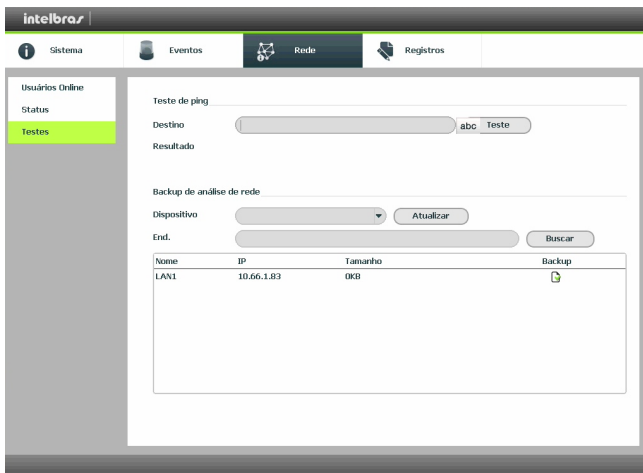 intelbras
Sistema Eventos Rede Registros
Usuários Online
Status
Testes
Teste de ping
Destino abc Teste
Resultado
Backup de análise de rede
Dispositivo Atualizar
End. Buscar
Nome IP Tamanho Backup
LAN1 10.66.1.83 0KB